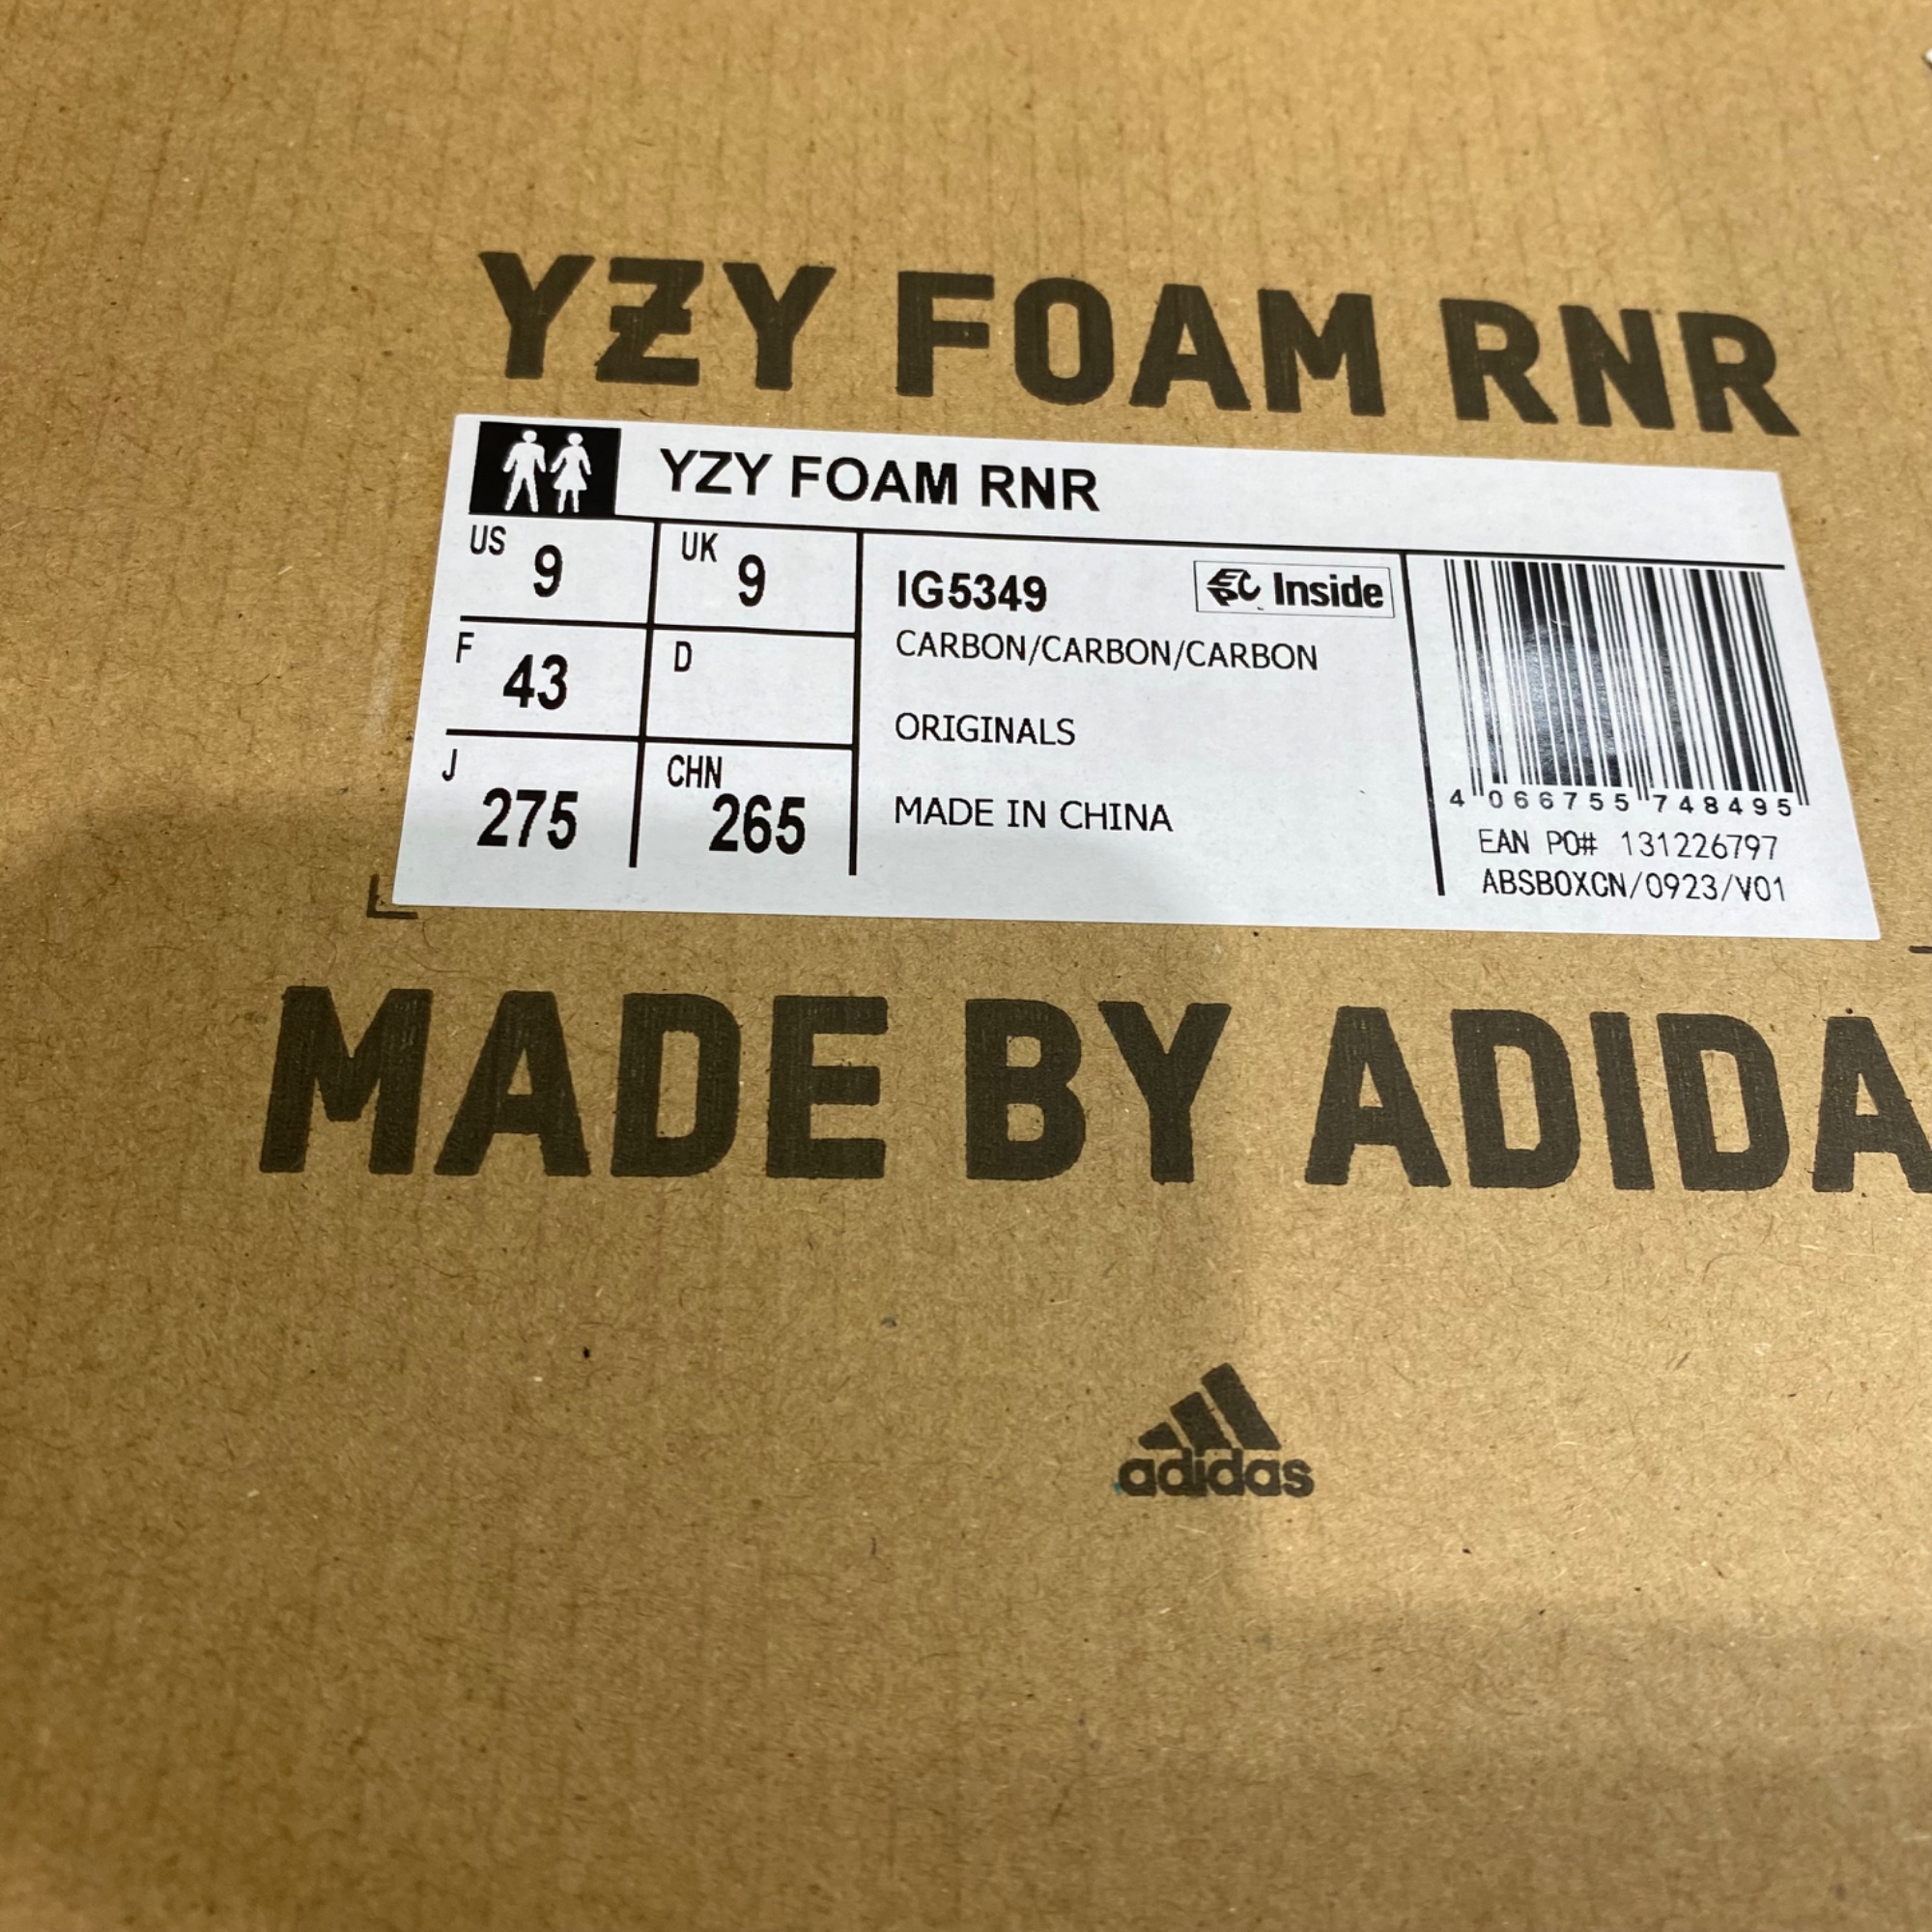 YZY FOAM RNR
YZY FOAM RNR
US 9 UK 9
F 43 D
J 275 CHN 265
IG5349 EPC Inside
CARBON/CARBON/CARBON
ORIGINALS
MADE IN CHINA
4 066755 748495
EAN PO# 131226797
ABSBOXCN/0923/V01
MADE BY ADIDA
adidas